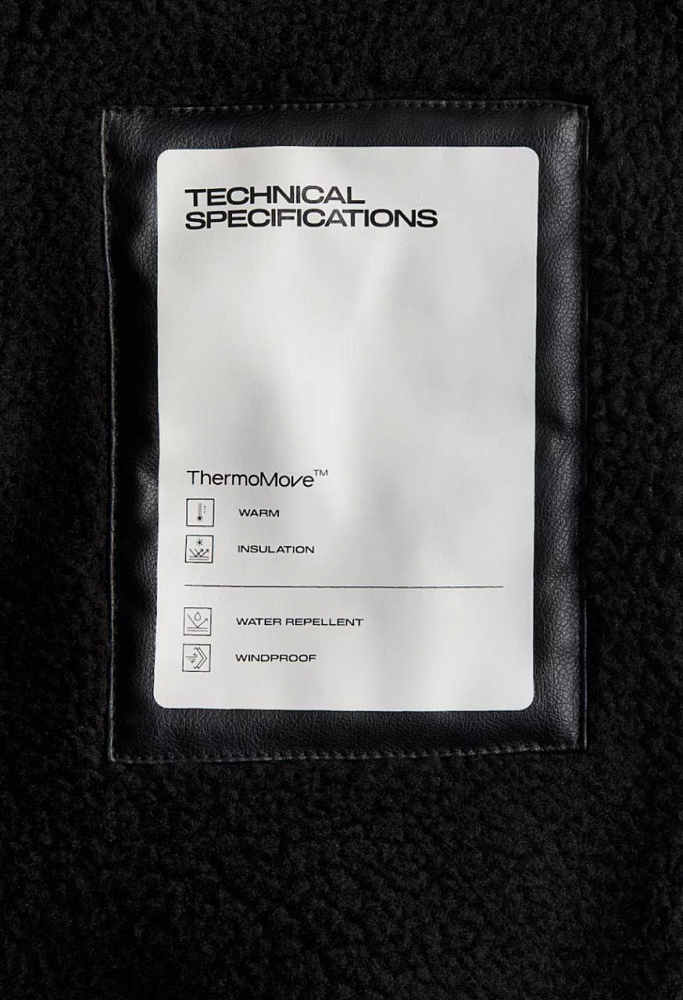 TECHNICAL
SPECIFICATIONS
ThermoMove™
WARM
INSULATION
WATER REPELLENT
WINDPROOF